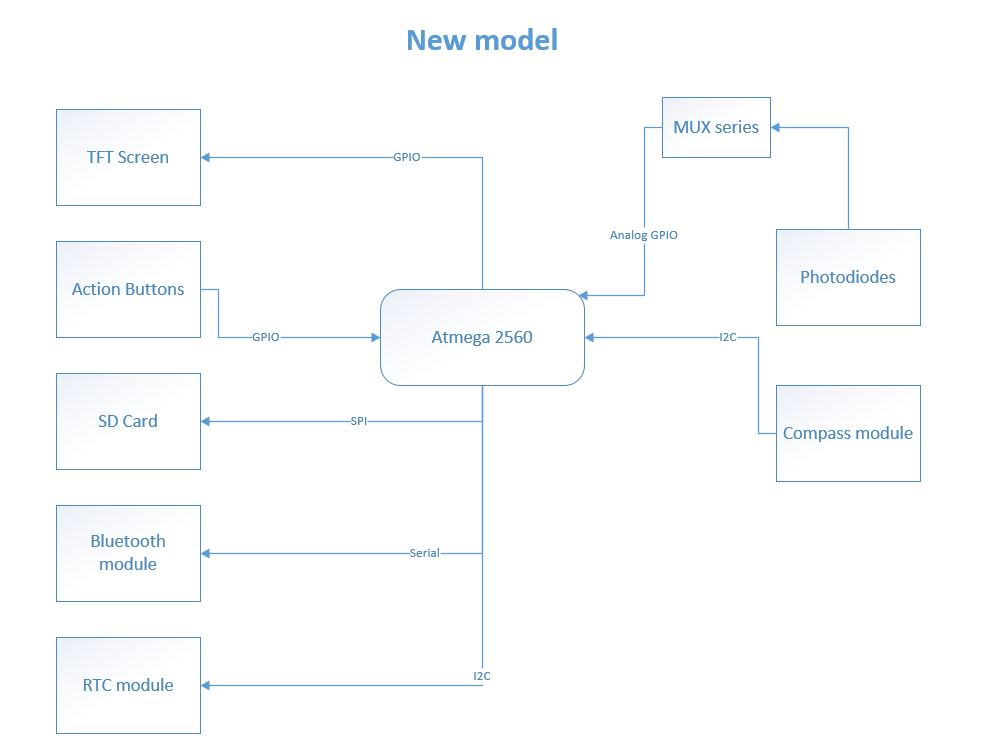 New model
TFT Screen
GPIO
MUX series
Analog GPIO
Photodiodes
Action Buttons
GPIO
Atmega 2560
I2C
SD Card
SPI
Compass module
Bluetooth
module
Serial
RTC module
I2C